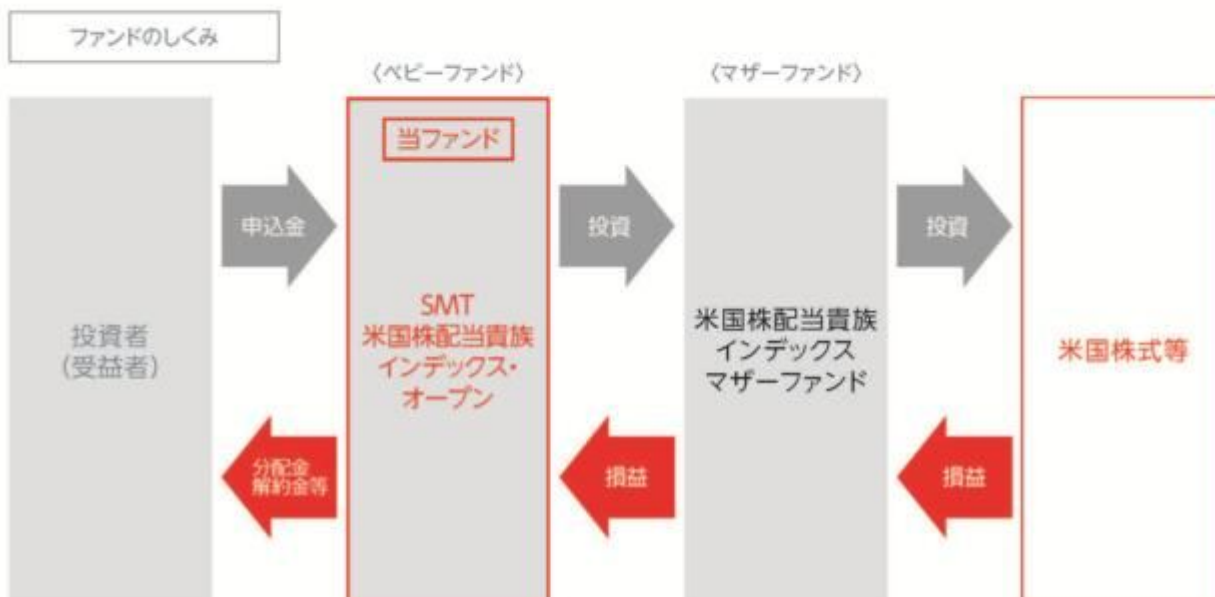 ファンドのしくみ
〈ベビーファンド〉
〈マザーファンド〉
当ファンド
申込金
投資
投資
投資者
(受益者)
SMT
米国株配当貴族
インデックス・
オープン
米国株配当貴族
インデックス
マザーファンド
米国株式等
分配金
解約金等
損益
損益